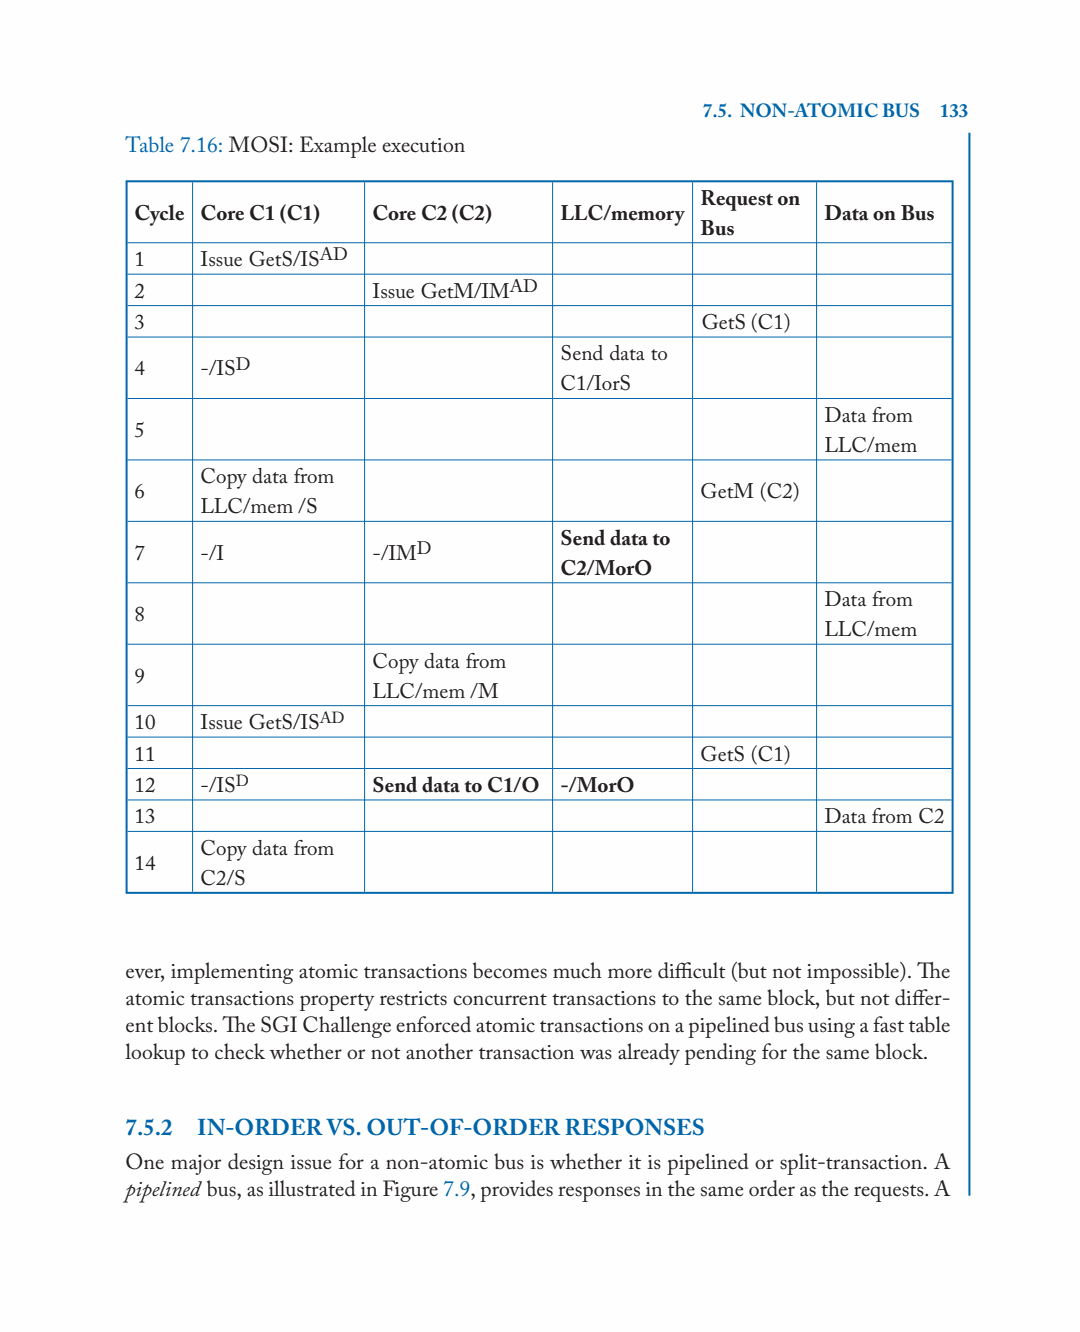 7.5. NON-ATOMIC BUS 133
Table 7.16: MOSI: Example execution
Cycle Core C1 (C1) Core C2 (C2) LLC/memory Request on Bus Data on Bus
1 Issue GetS/ISAD
2 Issue GetM/IMAD
3 GetS (C1)
4 -/ISD Send data to C1/IorS
5 Data from LLC/mem
6 Copy data from LLC/mem /S GetM (C2)
7 -/I -/IMD Send data to C2/MorO
8 Data from LLC/mem
9 Copy data from LLC/mem /M
10 Issue GetS/ISAD
11 GetS (C1)
12 -/ISD Send data to C1/O -/MorO
13 Data from C2
14 Copy data from C2/S
ever, implementing atomic transactions becomes much more difficult (but not impossible). The
atomic transactions property restricts concurrent transactions to the same block, but not differ-
ent blocks. The SGI Challenge enforced atomic transactions on a pipelined bus using a fast table
lookup to check whether or not another transaction was already pending for the same block.
7.5.2 IN-ORDER VS. OUT-OF-ORDER RESPONSES
One major design issue for a non-atomic bus is whether it is pipelined or split-transaction. A
pipelined bus, as illustrated in Figure 7.9, provides responses in the same order as the requests. A